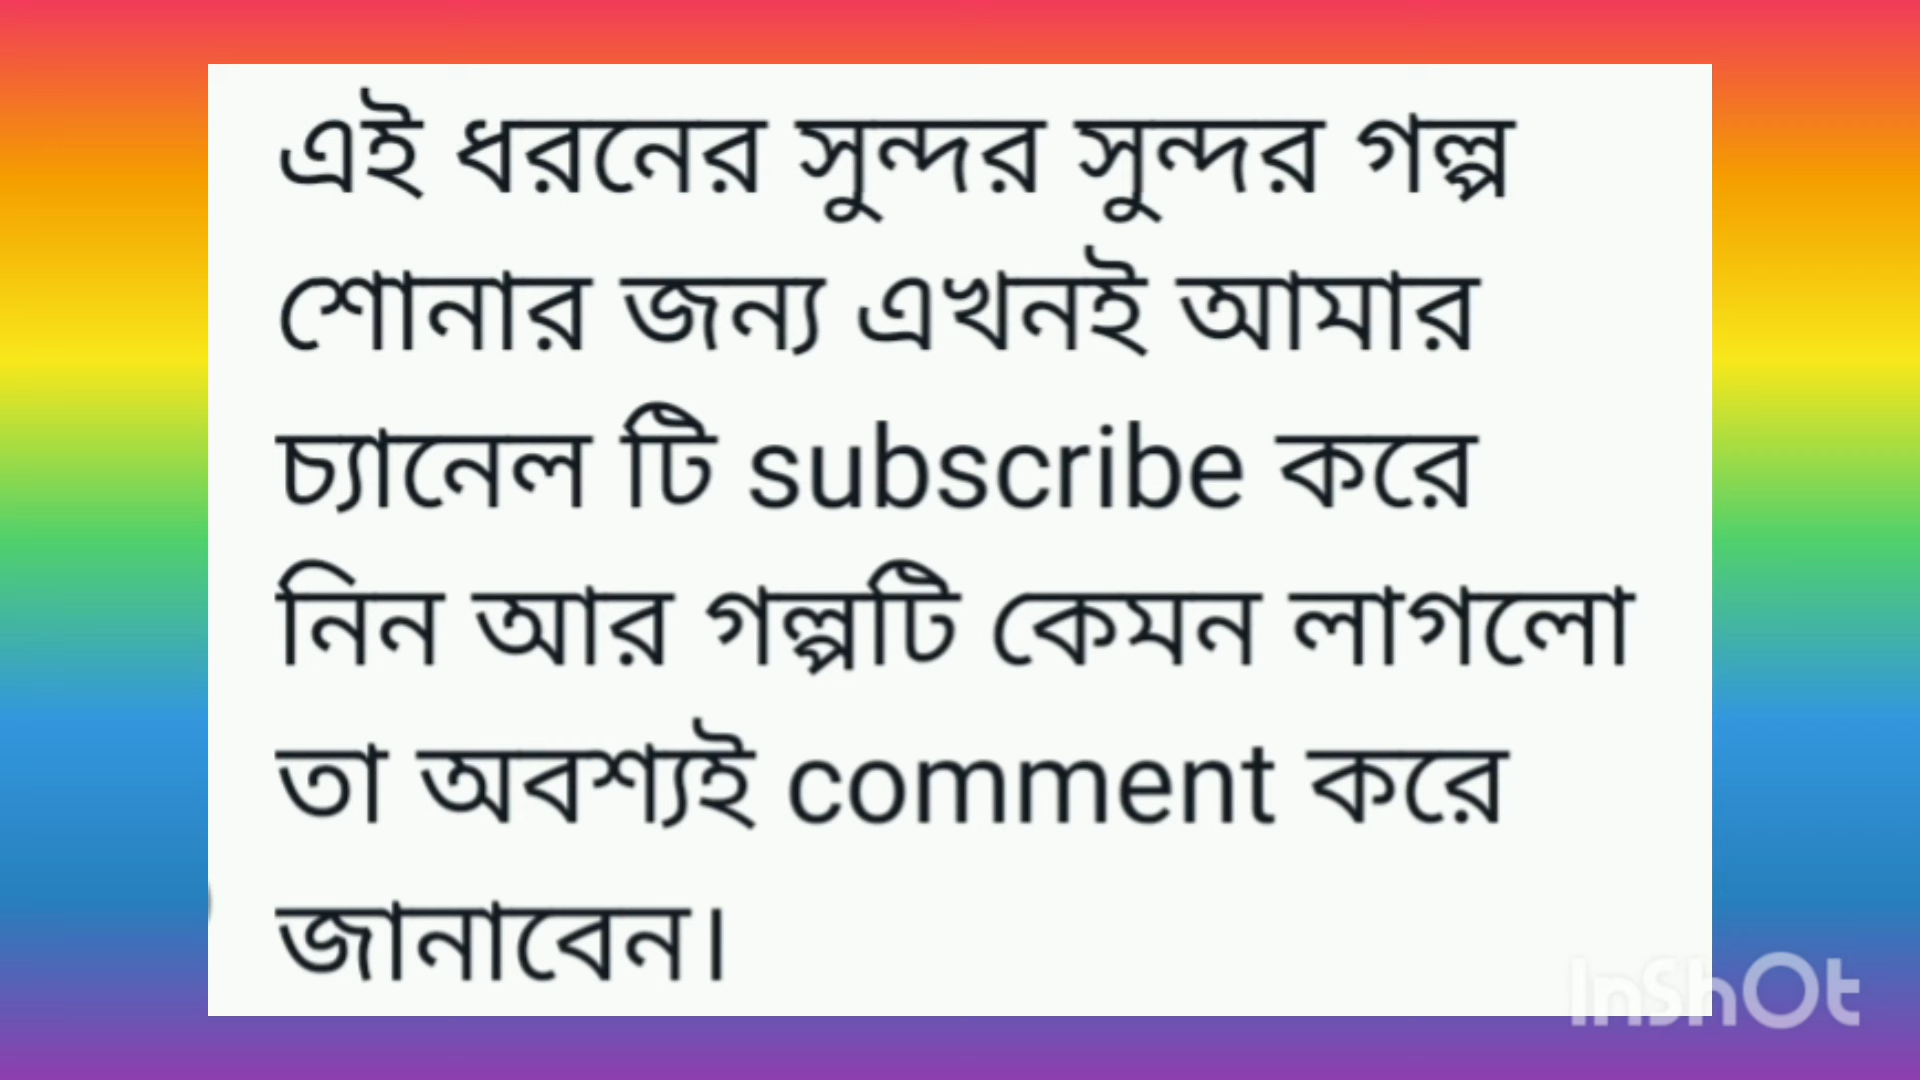 এই ধরনের সুন্দর সুন্দর গল্প
শোনার জন্য এখনই আমার
চ্যানেল টি subscribe করে
নিন আর গল্পটি কেমন লাগলো
তা অবশ্যই comment করে
জানাবেন।
InShOt